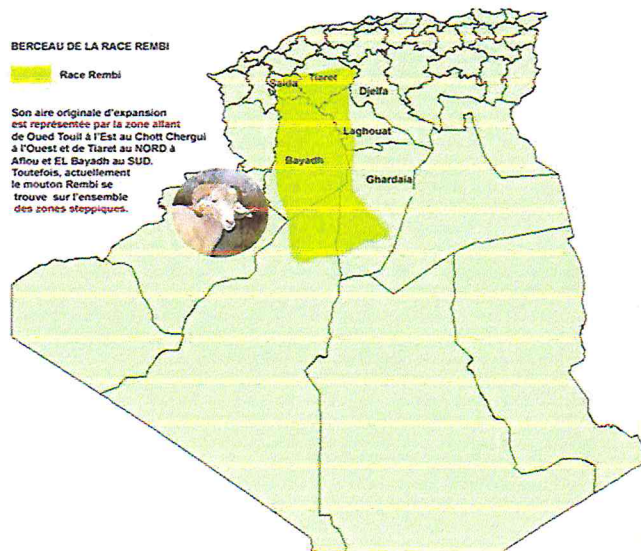 BERCEAU DE LA RACE REMBI
Race Rembi
Son aire originale d'expansion
est représentée par la zone allant
de Oued Touil à l'Est au Chott Chergui
à l'Ouest et de Tiaret au NORD à
Aflou et EL Bayadh au SUD.
Toutefois, actuellement
le mouton Rembi se
trouve sur l'ensemble
des zones steppiques.
Saida
Tiaret
Djelfa
Laghouat
Bayadh
Ghardaia